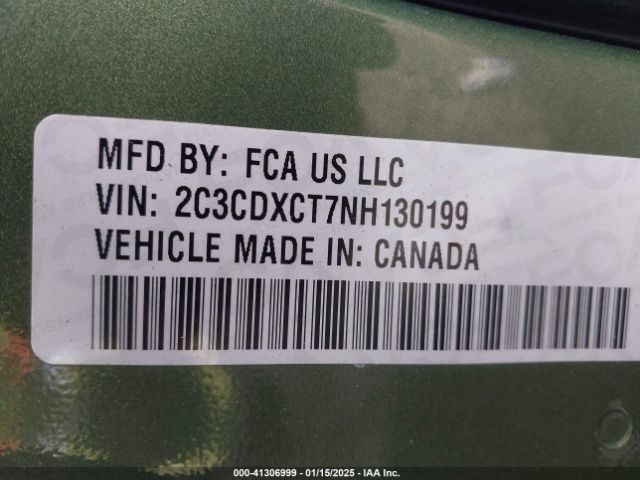 MFD BY: FCA US LLC
VIN: 2C3CDXCT7NH130199
VEHICLE MADE IN: CANADA
000-41306999 - 01/15/2025 - IAA Inc.